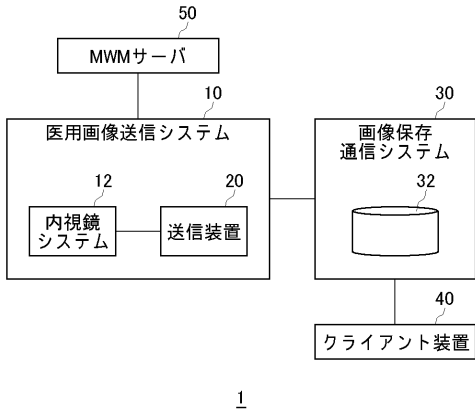 50
MWMサーバ
10
医用画像送信システム
12
内視鏡
システム
20
送信装置
30
画像保存
通信システム
32
40
クライアント装置
1